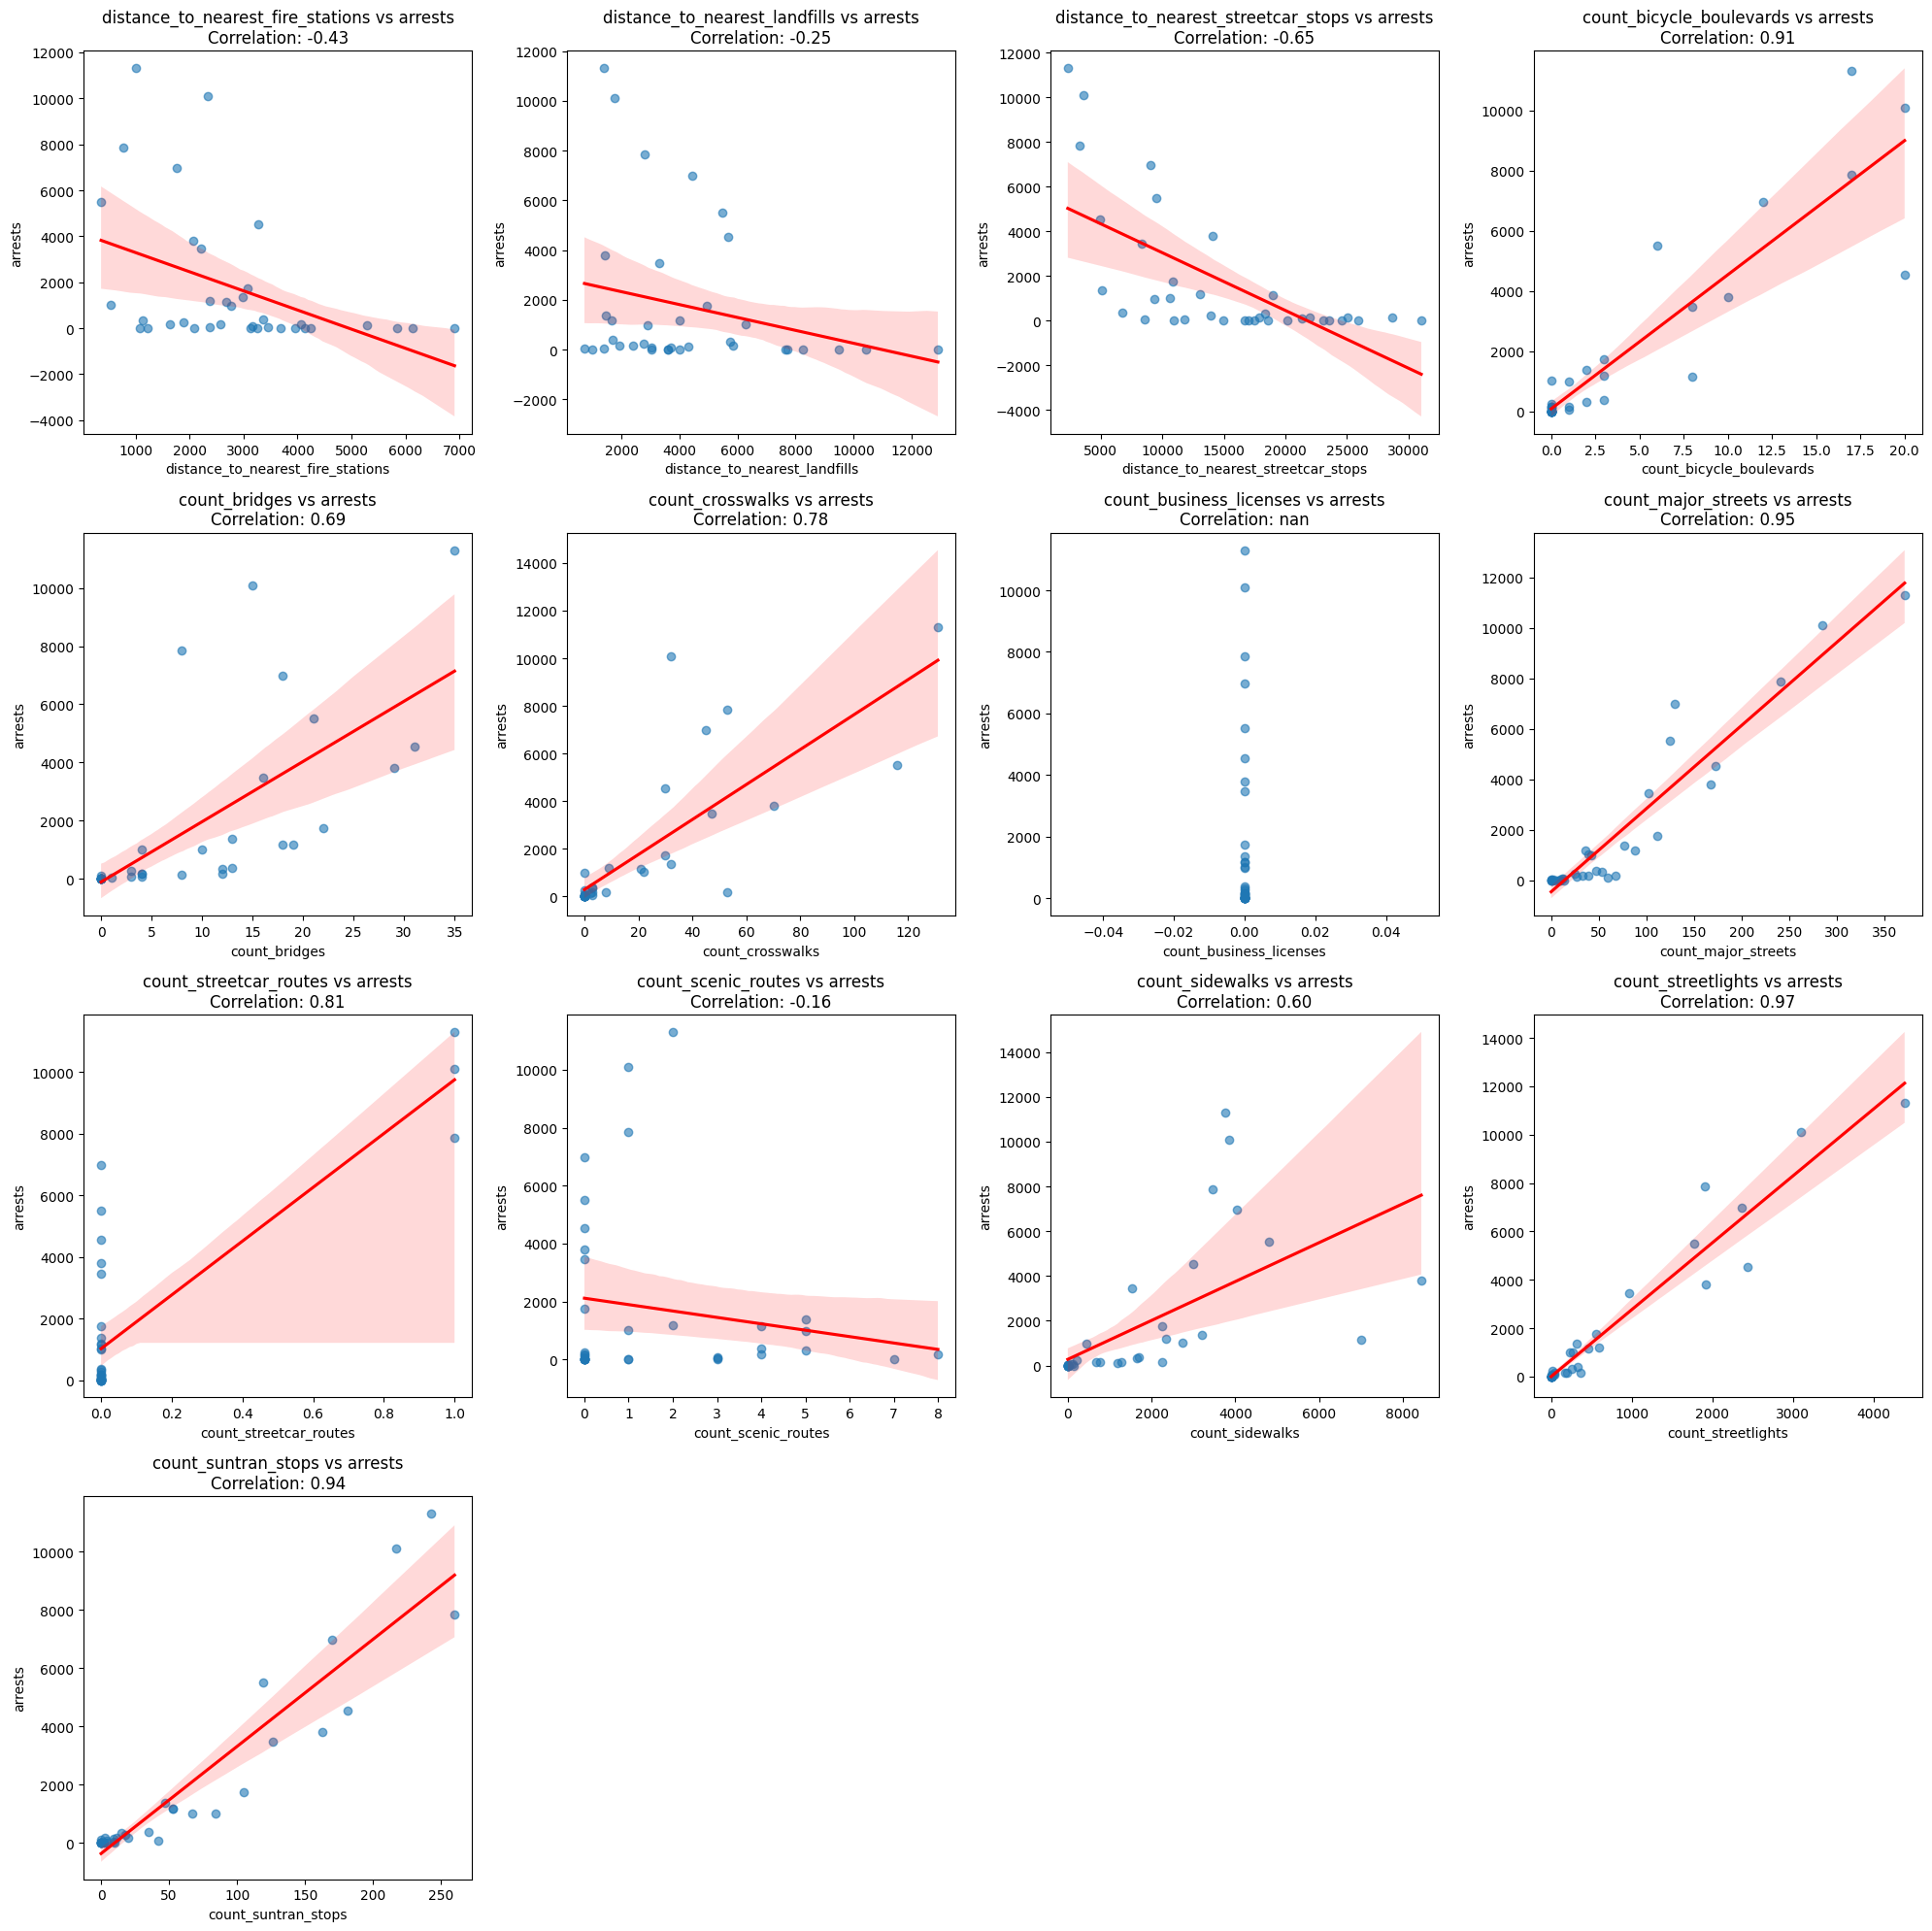 distance_to_nearest_fire_stations vs arrests
Correlation: -0.43
12000
10000
8000
6000
4000
2000
0
−2000
−4000
arrests
1000 2000 3000 4000 5000 6000 7000
distance_to_nearest_fire_stations
distance_to_nearest_landfills vs arrests
Correlation: -0.25
12000
10000
8000
6000
4000
2000
0
−2000
arrests
2000 4000 6000 8000 10000 12000
distance_to_nearest_landfills
distance_to_nearest_streetcar_stops vs arrests
Correlation: -0.65
12000
10000
8000
6000
4000
2000
0
−2000
−4000
arrests
5000 10000 15000 20000 25000 30000
distance_to_nearest_streetcar_stops
count_bicycle_boulevards vs arrests
Correlation: 0.91
10000
8000
6000
4000
2000
0
arrests
0.0 2.5 5.0 7.5 10.0 12.5 15.0 17.5 20.0
count_bicycle_boulevards
count_bridges vs arrests
Correlation: 0.69
10000
8000
6000
4000
2000
0
arrests
0 5 10 15 20 25 30 35
count_bridges
count_crosswalks vs arrests
Correlation: 0.78
14000
12000
10000
8000
6000
4000
2000
0
arrests
0 20 40 60 80 100 120
count_crosswalks
count_business_licenses vs arrests
Correlation: nan
10000
8000
6000
4000
2000
0
arrests
−0.04 −0.02 0.00 0.02 0.04
count_business_licenses
count_major_streets vs arrests
Correlation: 0.95
12000
10000
8000
6000
4000
2000
0
arrests
0 50 100 150 200 250 300 350
count_major_streets
count_streetcar_routes vs arrests
Correlation: 0.81
10000
8000
6000
4000
2000
0
arrests
0.0 0.2 0.4 0.6 0.8 1.0
count_streetcar_routes
count_scenic_routes vs arrests
Correlation: -0.16
10000
8000
6000
4000
2000
0
arrests
0 1 2 3 4 5 6 7 8
count_scenic_routes
count_sidewalks vs arrests
Correlation: 0.60
14000
12000
10000
8000
6000
4000
2000
0
arrests
0 2000 4000 6000 8000
count_sidewalks
count_streetlights vs arrests
Correlation: 0.97
14000
12000
10000
8000
6000
4000
2000
0
arrests
0 1000 2000 3000 4000
count_streetlights
count_suntran_stops vs arrests
Correlation: 0.94
10000
8000
6000
4000
2000
0
arrests
0 50 100 150 200 250
count_suntran_stops